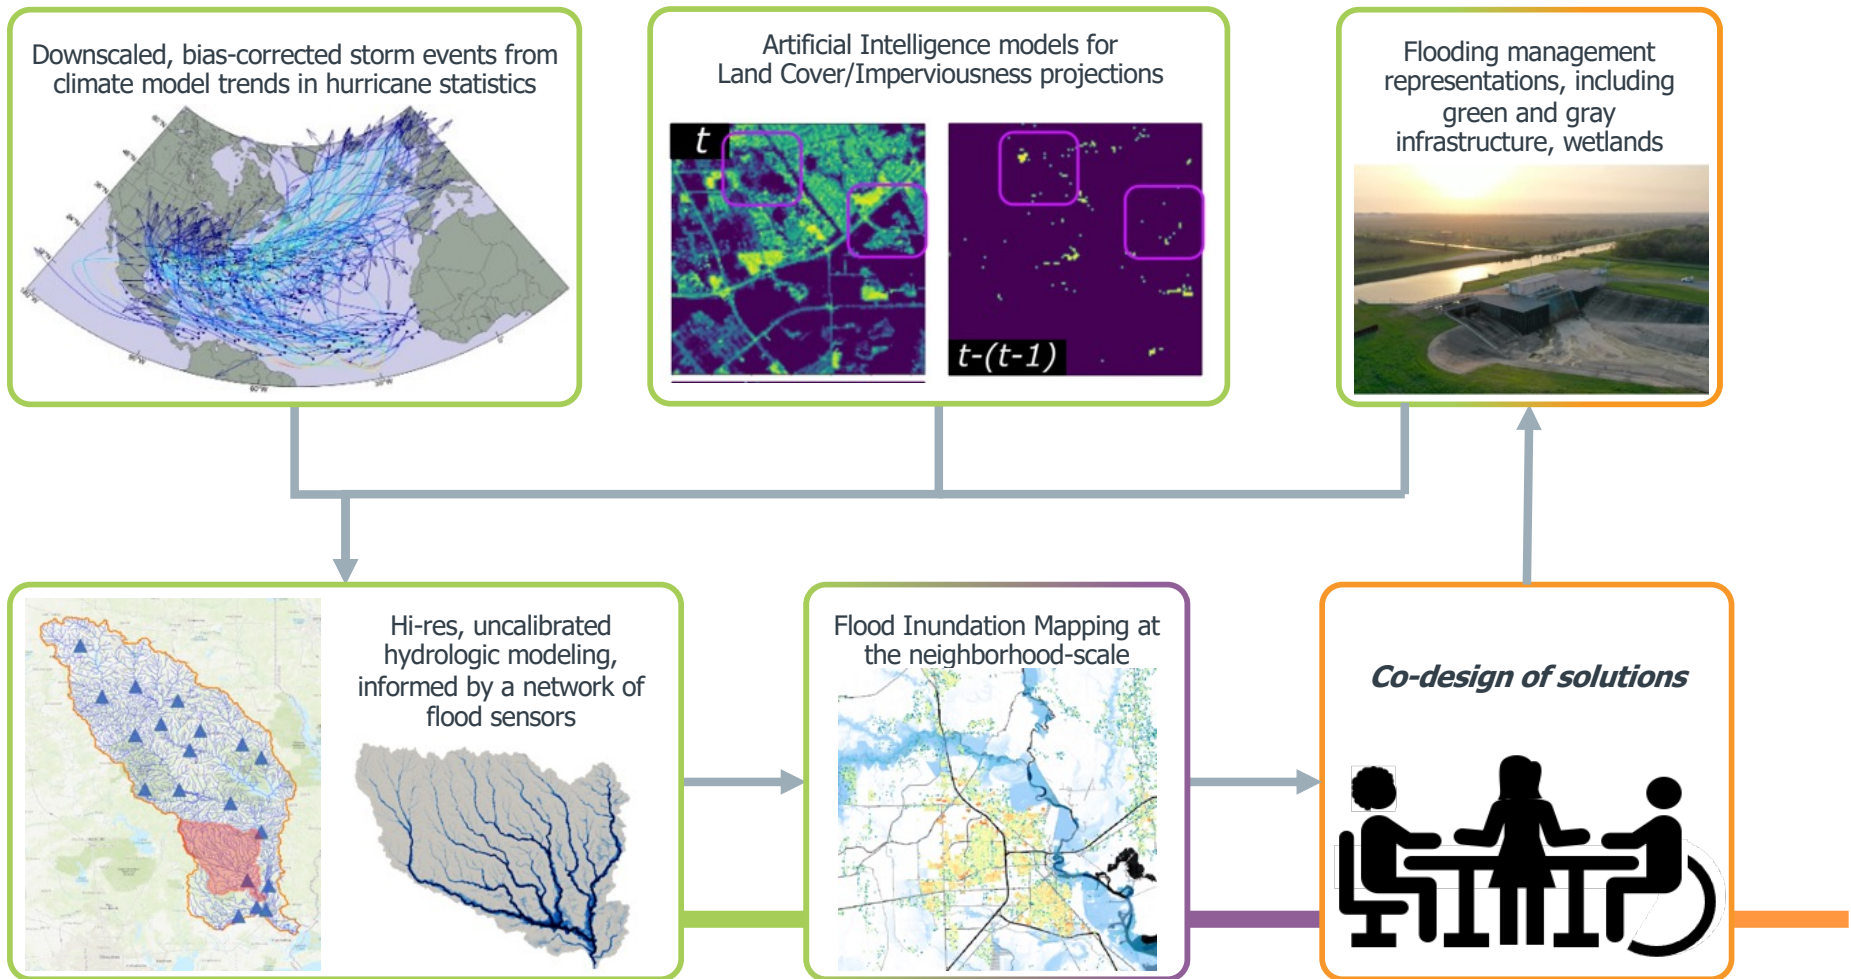 Downscaled, bias-corrected storm events from
climate model trends in hurricane statistics
Artificial Intelligence models for
Land Cover/Imperviousness projections
t
t-(t-1)
Flooding management
representations, including
green and gray
infrastructure, wetlands
Hi-res, uncalibrated
hydrologic modeling,
informed by a network of
flood sensors
Flood Inundation Mapping at
the neighborhood-scale
Co-design of solutions